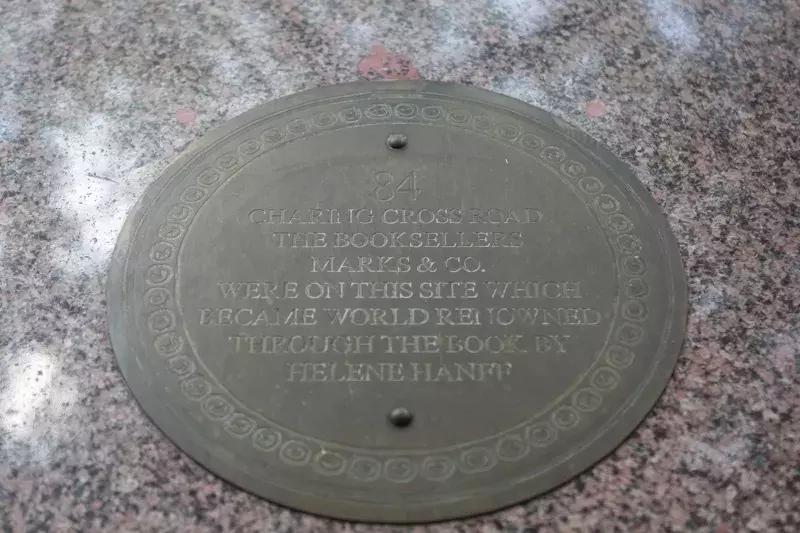 84
CHARING CROSS ROAD
THE BOOKSELLERS
MARKS & CO.
WERE ON THIS SITE WHICH
BECAME WORLD RENOWNED
THROUGH THE BOOK BY
HELENE HANFF